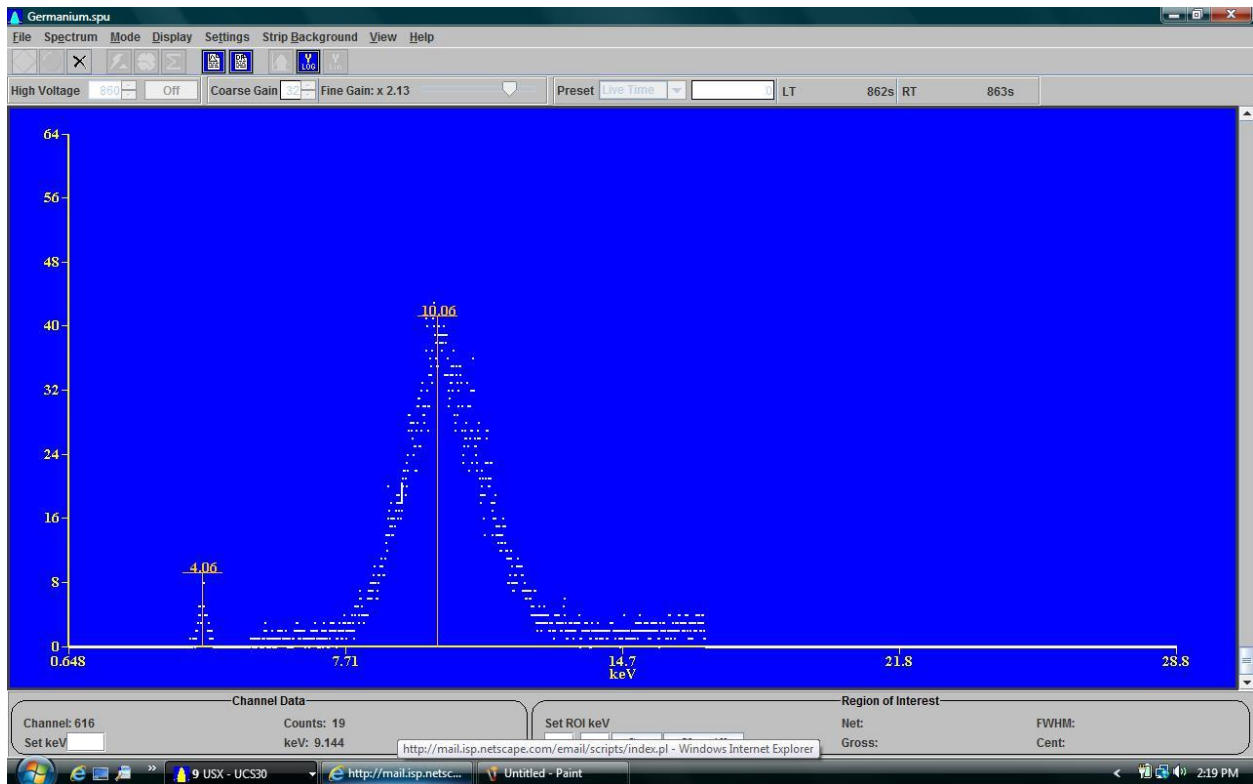 Germanium.spu
File Spectrum Mode Display Settings Strip Background View Help
Y LOG
High Voltage 860 Off Coarse Gain 32 Fine Gain: x 2.13 Preset Live Time 0 LT 862s RT 863s
64
56
48
40
32
24
16
8
0
10.06
4.06
0.648 7.71 14.7 21.8 28.8
keV
Channel Data Region of Interest
Channel: 616 Counts: 19 Set ROI keV Net: FWHM:
Set keV keV: 9.144 Gross: Cent:
http://mail.isp.netscape.com/email/scripts/index.pl - Windows Internet Explorer
9 USX - UCS30 http://mail.isp.netsc... Untitled - Paint 2:19 PM